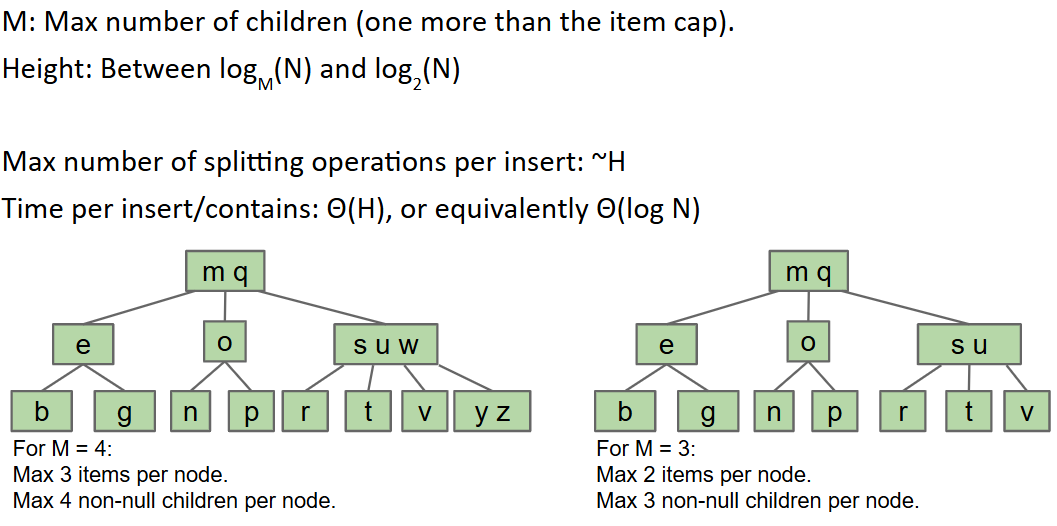 M: Max number of children (one more than the item cap).
Height: Between log_M(N) and log_2(N)
Max number of splitting operations per insert: ~H
Time per insert/contains: Θ(H), or equivalently Θ(log N)
m q
e
o
s u w
b
g
n
p
r
t
v
y z
For M = 4:
Max 3 items per node.
Max 4 non-null children per node.
m q
e
o
s u
b
g
n
p
r
t
v
For M = 3:
Max 2 items per node.
Max 3 non-null children per node.